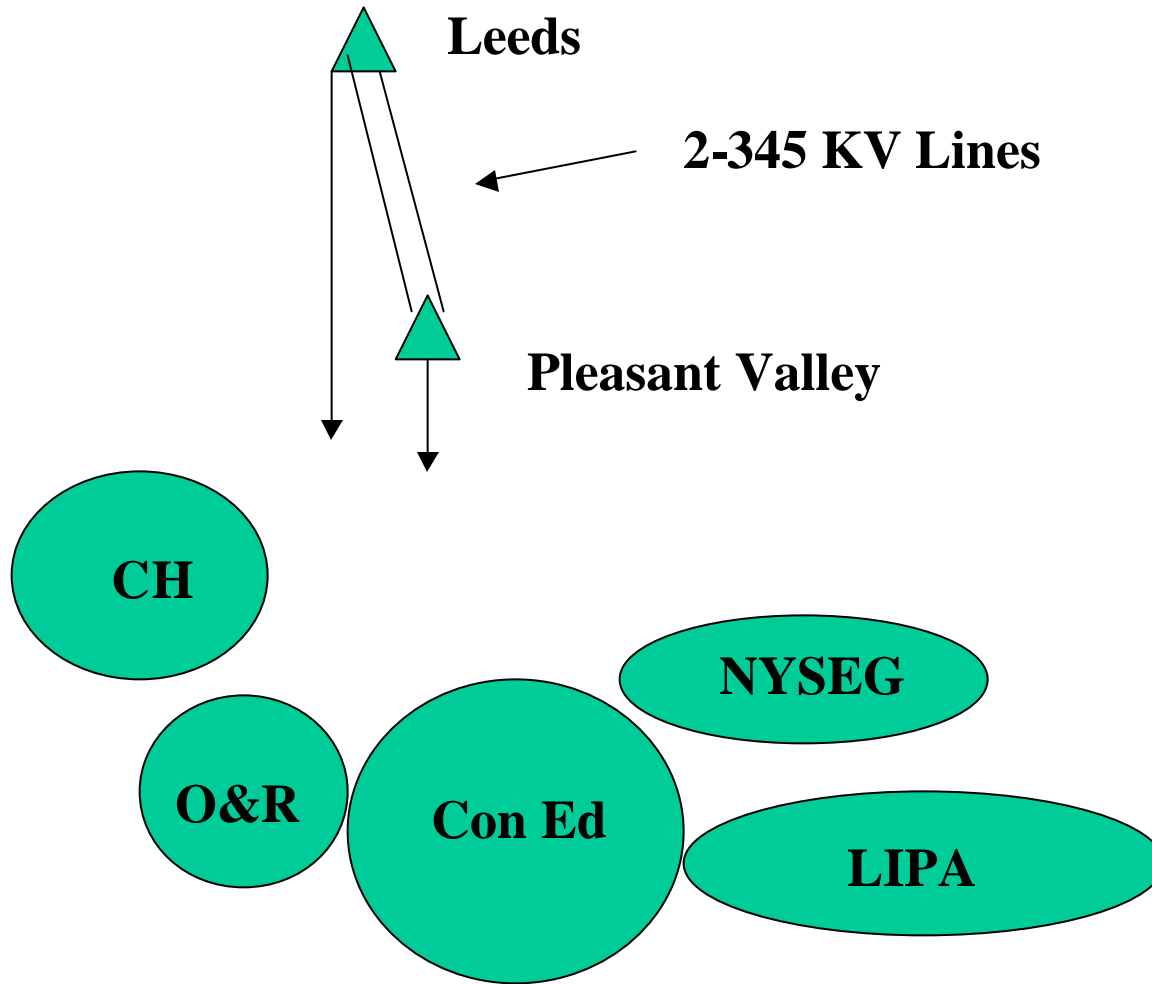 Leeds
2-345 KV Lines
Pleasant Valley
CH
NYSEG
O&R
Con Ed
LIPA